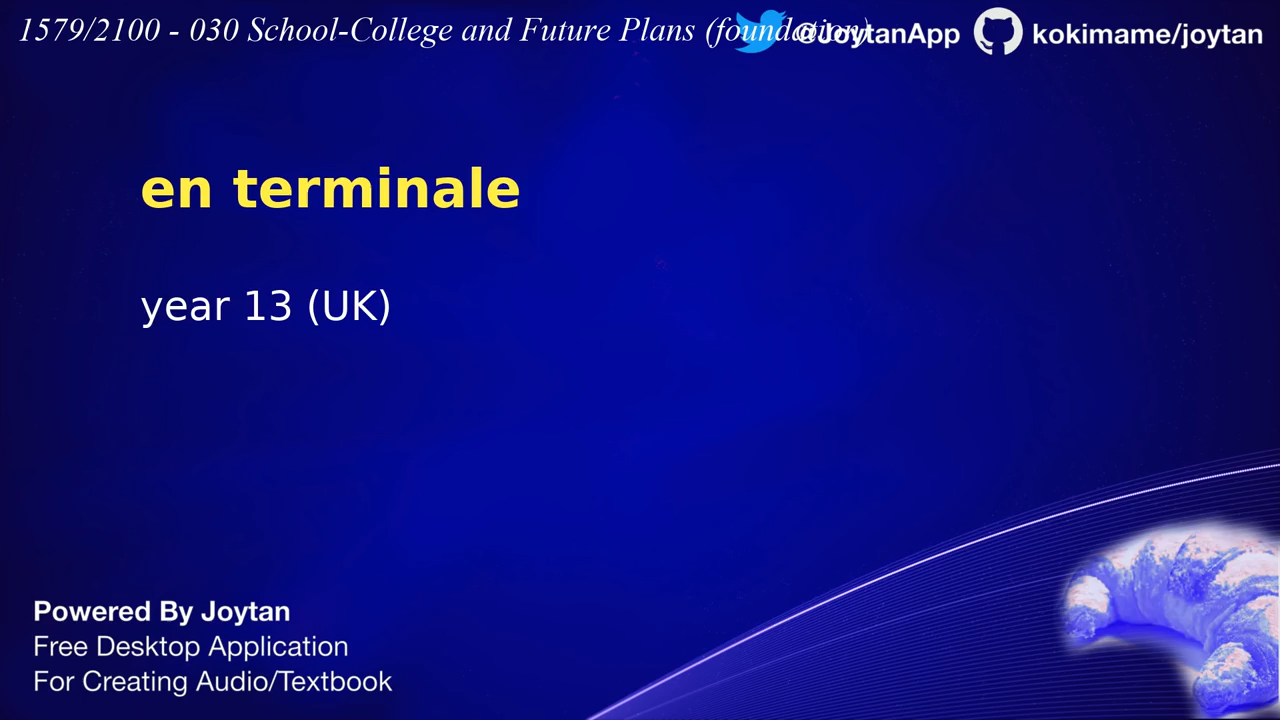 1579/2100 - 030 School-College and Future Plans (foundation)
@JoytanApp
kokimame/joytan
en terminale
year 13 (UK)
Powered By Joytan
Free Desktop Application
For Creating Audio/Textbook